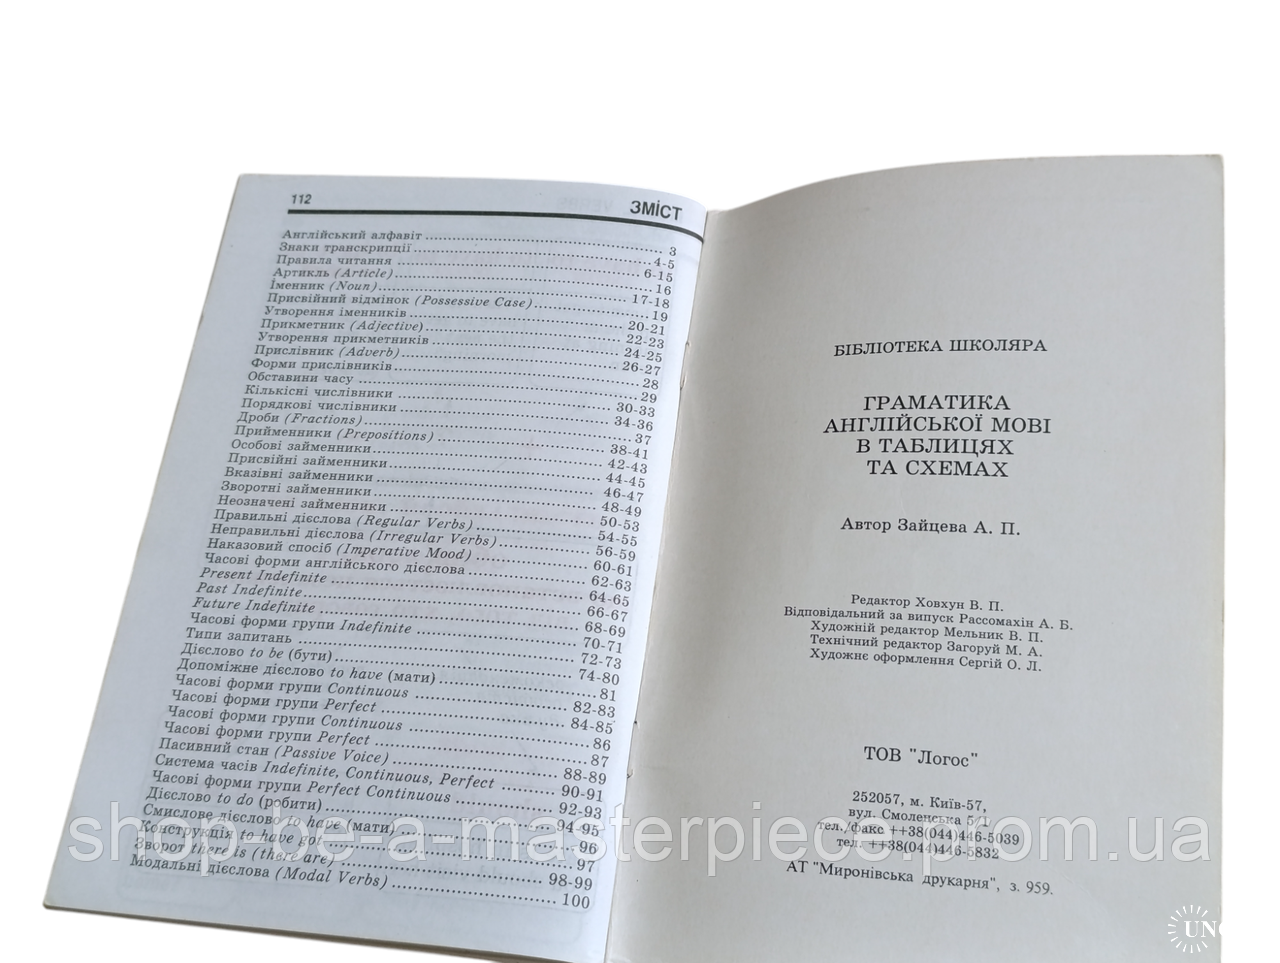 112 ЗМІСТ
Англійський алфавіт 3
Знаки транскрипції 4-5
Правила читання 6-15
Артикль (Article) 16
Іменник (Noun) 17-18
Присвійний відмінок (Possessive Case) 19
Утворення іменників 20-21
Прикметник (Adjective) 22-23
Утворення прикметників 24-25
Прислівник (Adverb) 26-27
Форми прислівників 28
Обставини часу 29
Кількісні числівники 30-33
Порядкові числівники 34-36
Дроби (Fractions) 37
Прийменники (Prepositions) 38-41
Особові займенники 42-43
Присвійні займенники 44-45
Вказівні займенники 46-47
Зворотні займенники 48-49
Неозначені займенники 50-53
Правильні дієслова (Regular Verbs) 54-55
Неправильні дієслова (Irregular Verbs) 56-59
Наказовий спосіб (Imperative Mood) 60-61
Часові форми англійського дієслова 62-63
Present Indefinite 64-65
Past Indefinite 66-67
Future Indefinite 68-69
Часові форми групи Indefinite 70-71
Типи запитань 72-73
Дієслово to be (бути) 74-80
Допоміжне дієслово to have (мати) 81
Часові форми групи Continuous 82-83
Часові форми групи Perfect 84-85
Часові форми групи Continuous 86
Часові форми групи Perfect 87
Пасивний стан (Passive Voice) 88-89
Система часів Indefinite, Continuous, Perfect 90-91
Часові форми групи Perfect Continuous 92-93
Дієслово to do (робити) 94-95
Смислове дієслово to have (мати) 96
Конструкція to have got 97
Зворот there is (there are) 98-99
Модальні дієслова (Modal Verbs) 100
БІБЛІОТЕКА ШКОЛЯРА
ГРАМАТИКА
АНГЛІЙСЬКОЇ МОВІ
В ТАБЛИЦЯХ
ТА СХЕМАХ
Автор Зайцева А. П.
Редактор Ховхун В. П.
Відповідальний за випуск Рассомахін А. Б.
Художній редактор Мельник В. П.
Технічний редактор Загоруй М. А.
Художнє оформлення Сергій О. Л.
ТОВ "Логос"
252057, м. Київ-57,
вул. Смоленська 5/1,
тел./факс ++38(044)446-5039
тел. ++38(044)446-5832
АТ "Миронівська друкарня", з. 959.
shop-be-a-masterpiece.prom.ua